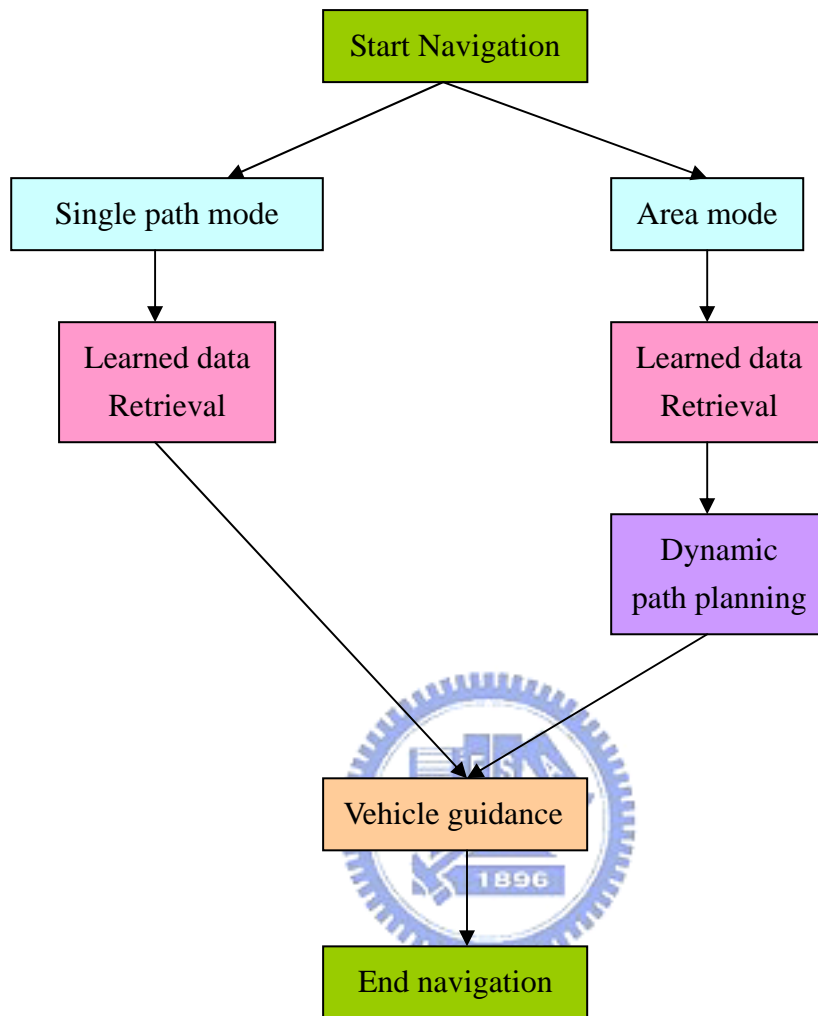 Start Navigation
Single path mode
Area mode
Learned data
Retrieval
Learned data
Retrieval
Dynamic
path planning
Vehicle guidance
1896
End navigation